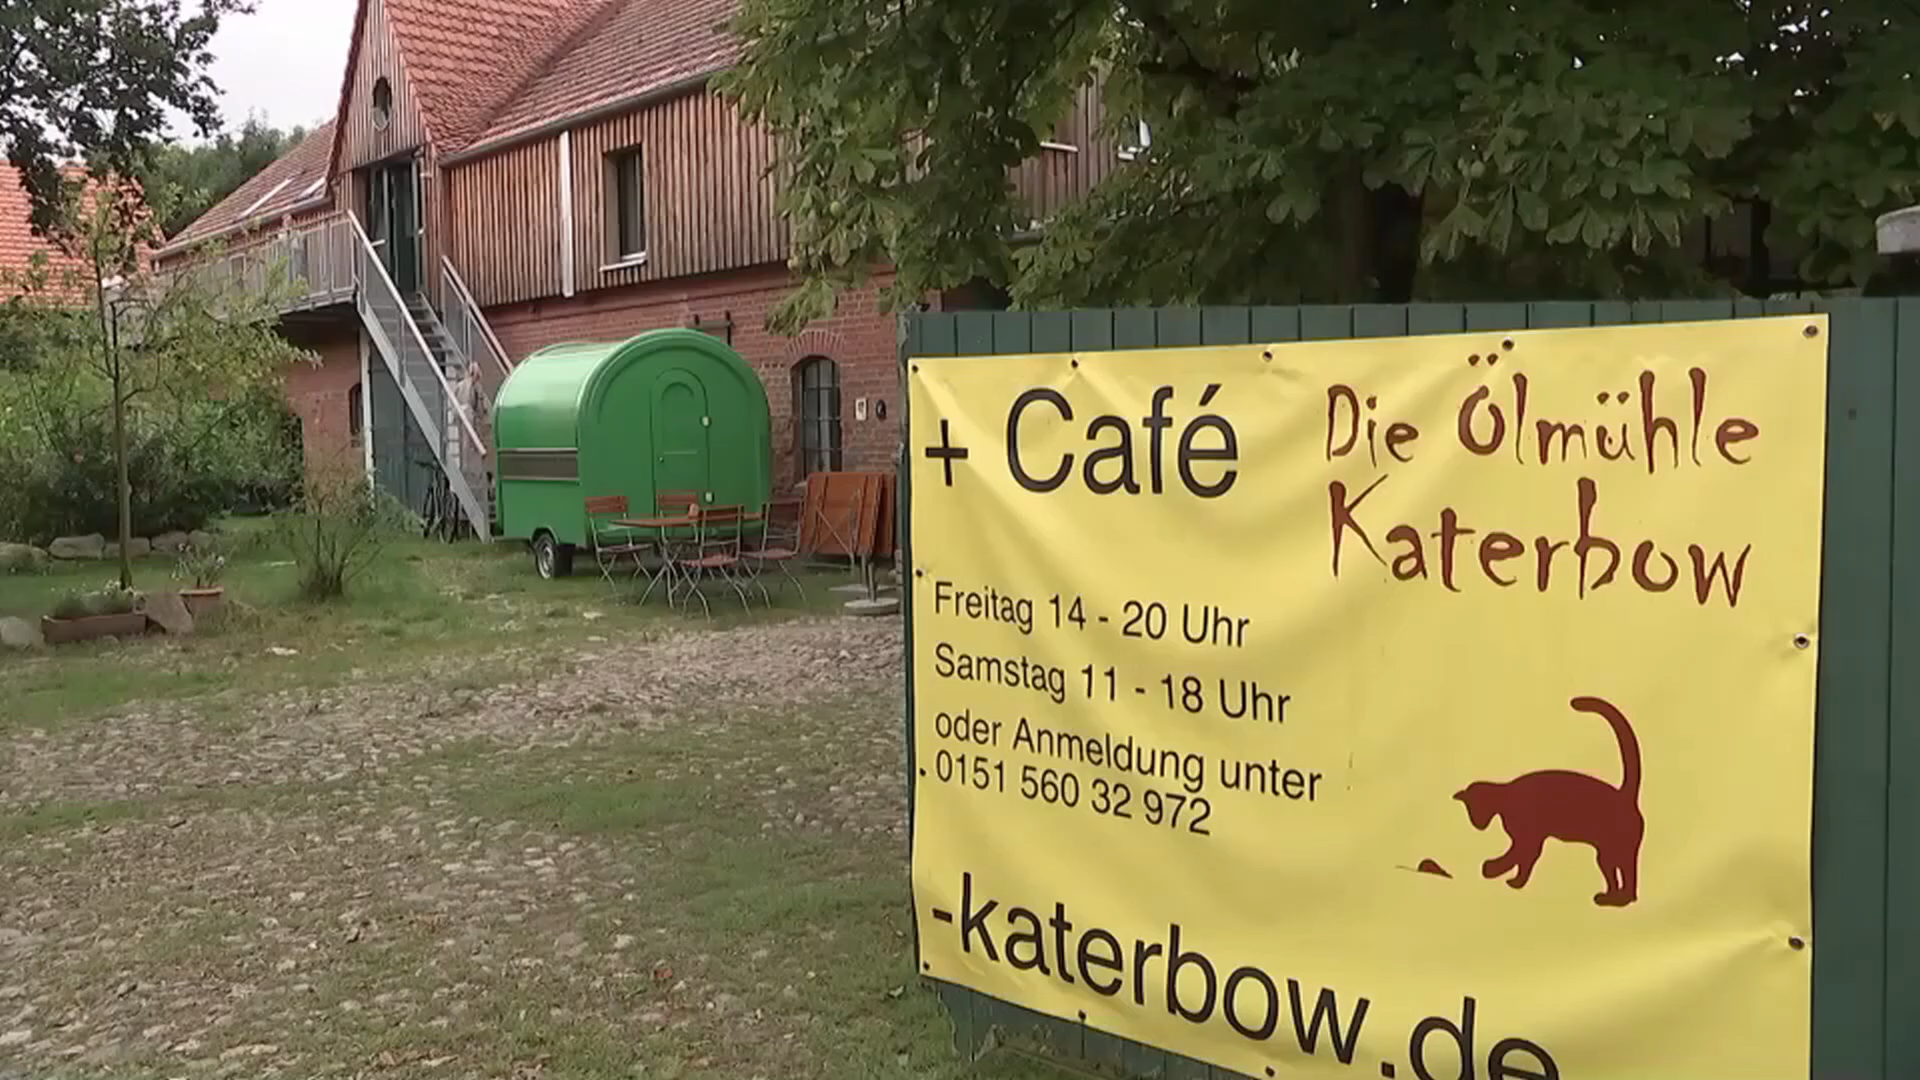 + Café
Die Ölmühle
Katerbow
Freitag 14 - 20 Uhr
Samstag 11 - 18 Uhr
oder Anmeldung unter
0151 560 32 972
-katerbow.de